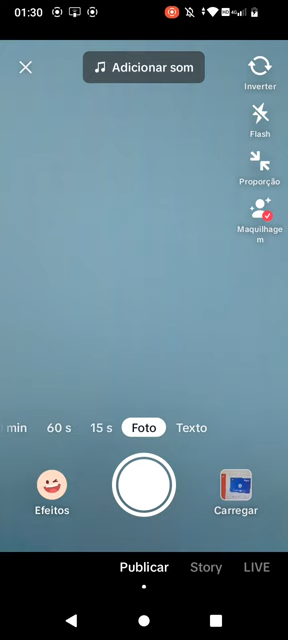 01:30
Adicionar som
Inverter
Flash
Proporção
Maquilhage
m
min
60 s
15 s
Foto
Texto
Efeitos
Carregar
Publicar
Story
LIVE